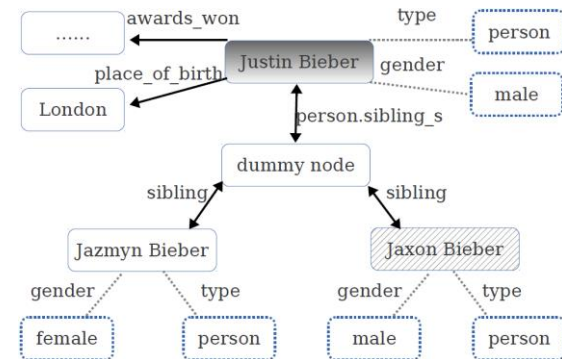 awards_won
type
......
Justin Bieber
person
place_of_birth
gender
London
male
person.sibling_s
dummy node
sibling
sibling
Jazmyn Bieber
Jaxon Bieber
gender
type
gender
type
female
person
male
person